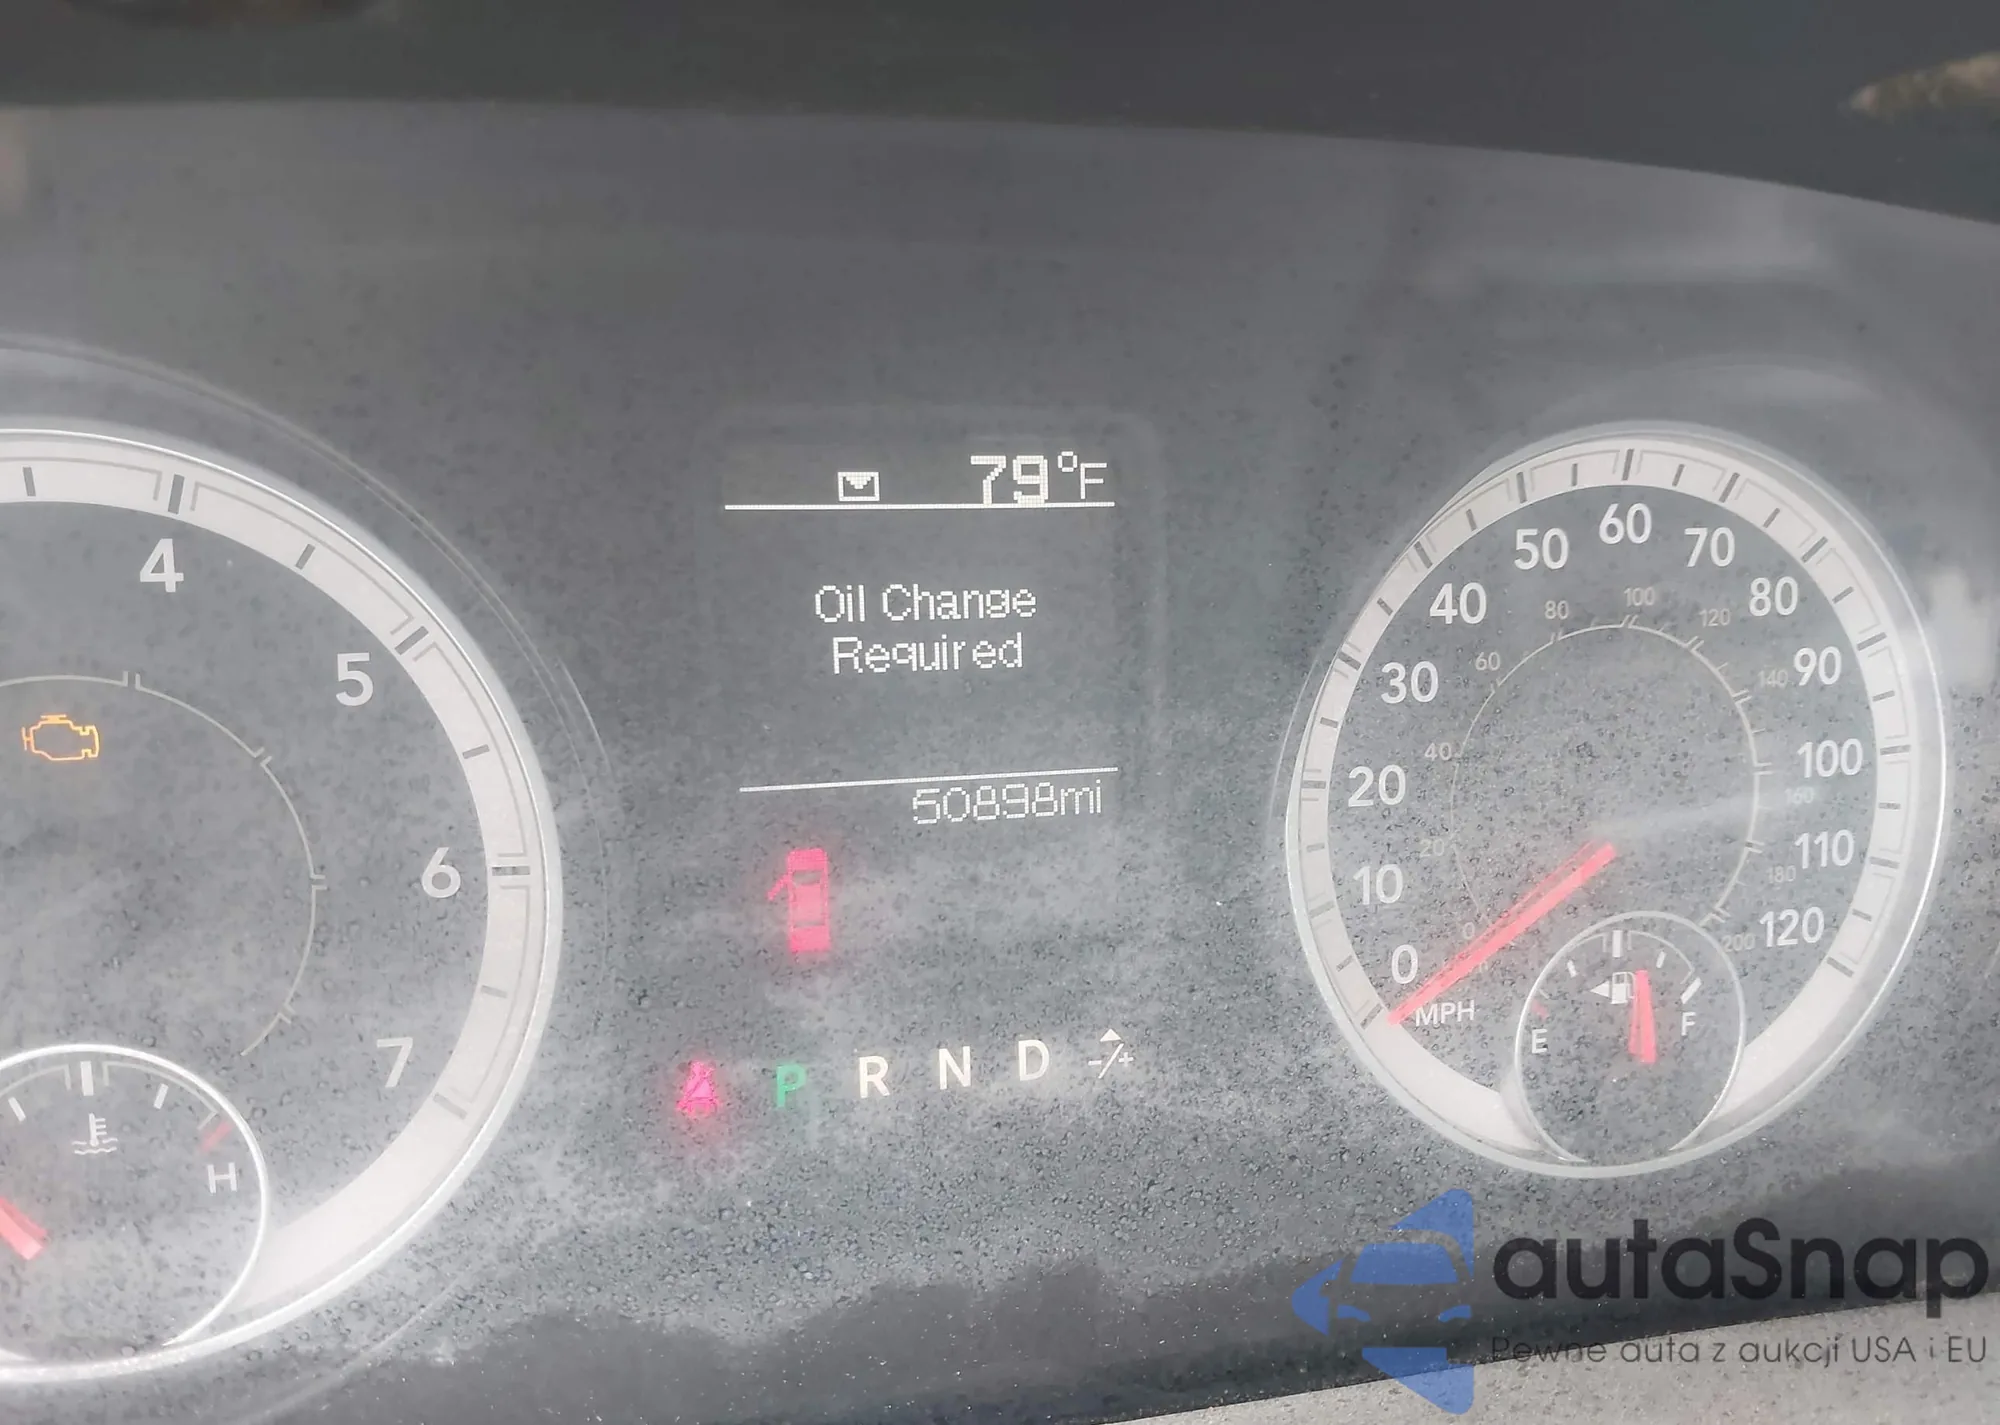 79°F
Oil Change
Required
50898mi
4
5
6
7
H
P R N D -/+
0 10 20 30 40 50 60 70 80 90 100 110 120
0 20 40 60 80 100 120 140 160 180 200
MPH
E F
autaSnap
Pewne auta z aukcji USA i EU